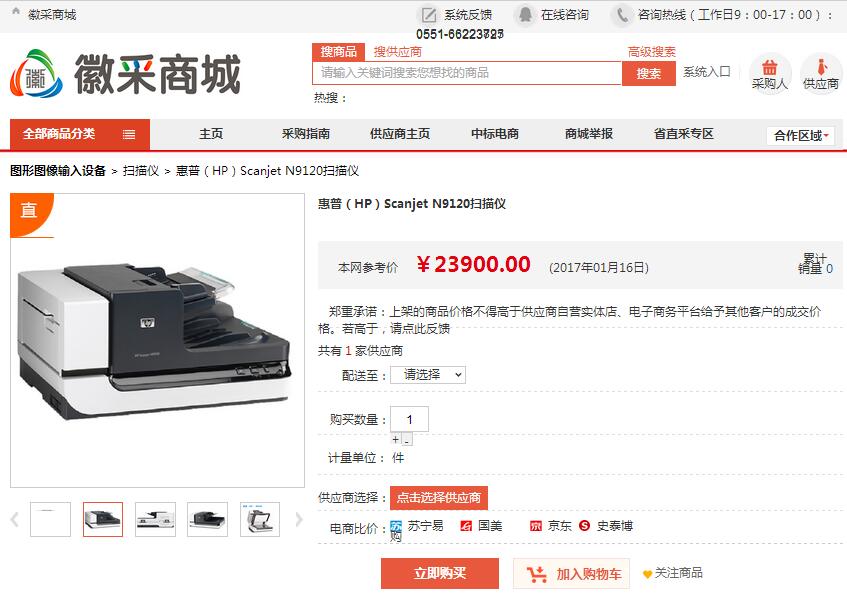 徽采商城
系统反馈
在线咨询
咨询热线（工作日9：00-17：00）：
徽
徽采商城
搜商品
搜供应商
高级搜索
请输入关键词搜索您想找的商品
搜索
系统入口
采购人
供应商
热搜：
全部商品分类
主页
采购指南
供应商主页
中标电商
商城举报
省直采专区
合作区域
图形图像输入设备 > 扫描仪 > 惠普（HP）Scanjet N9120扫描仪
直
惠普（HP）Scanjet N9120扫描仪
本网参考价
￥23900.00
(2017年01月16日)
累计
销量 0
郑重承诺：上架的商品价格不得高于供应商自营实体店、电子商务平台给予其他客户的成交价
格。若高于，请点此反馈
共有 1 家供应商
配送至：
请选择
购买数量：
1
+
-
计量单位：
件
供应商选择：
点击选择供应商
电商比价：
苏宁易
购
国美
京东
史泰博
立即购买
加入购物车
关注商品